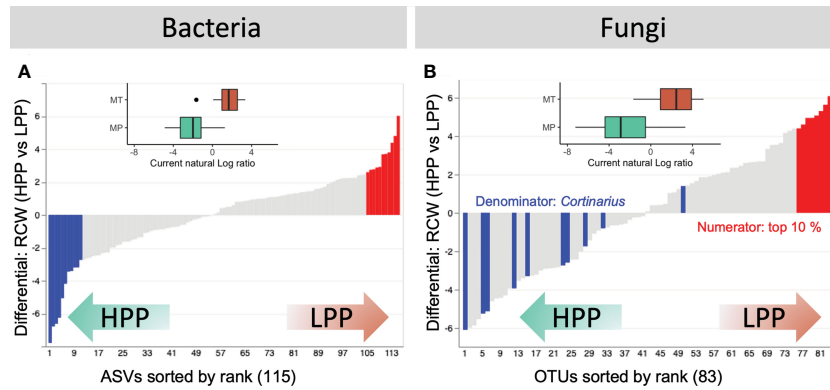 Bacteria
Fungi
A
Differential: RCW (HPP vs LPP)
6
4
2
0
-2
-4
-6
MT
MP
-8 -4 0 4
Current natural Log ratio
HPP
LPP
1 9 17 25 33 41 49 57 65 73 81 89 97 105 113
ASVs sorted by rank (115)
B
Differential: RCW (HPP vs LPP)
6
4
2
0
-2
-4
-6
MT
MP
-8 -4 0 4
Current natural Log ratio
Denominator: Cortinarius
Numerator: top 10 %
HPP
LPP
1 5 9 13 17 21 25 29 33 37 41 45 49 53 57 61 65 69 73 77 81
OTUs sorted by rank (83)